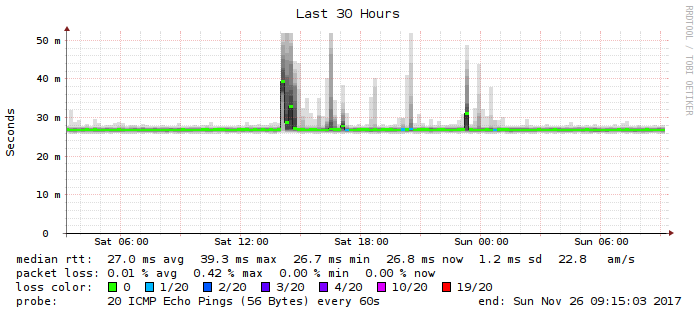 Last 30 Hours
RRDTOOL / TOBI OETIKER
Seconds
50 m
40 m
30 m
20 m
10 m
0
Sat 06:00 Sat 12:00 Sat 18:00 Sun 00:00 Sun 06:00
median rtt: 27.0 ms avg 39.3 ms max 26.7 ms min 26.8 ms now 1.2 ms sd 22.8 am/s
packet loss: 0.01 % avg 0.42 % max 0.00 % min 0.00 % now
loss color: 0 1/20 2/20 3/20 4/20 10/20 19/20
probe: 20 ICMP Echo Pings (56 Bytes) every 60s end: Sun Nov 26 09:15:03 2017